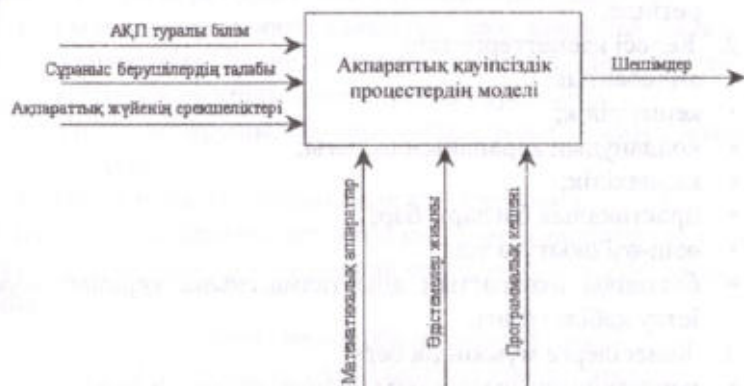 АҚП туралы білім
Сұраныс берушілердің талабы
Ақпараттық жүйенің ерекшеліктері
Ақпараттық қауіпсіздік
процестердің моделі
Шешімдер
Математикалық аппараттар
Әдістемелер жиыны
Программалық кешені